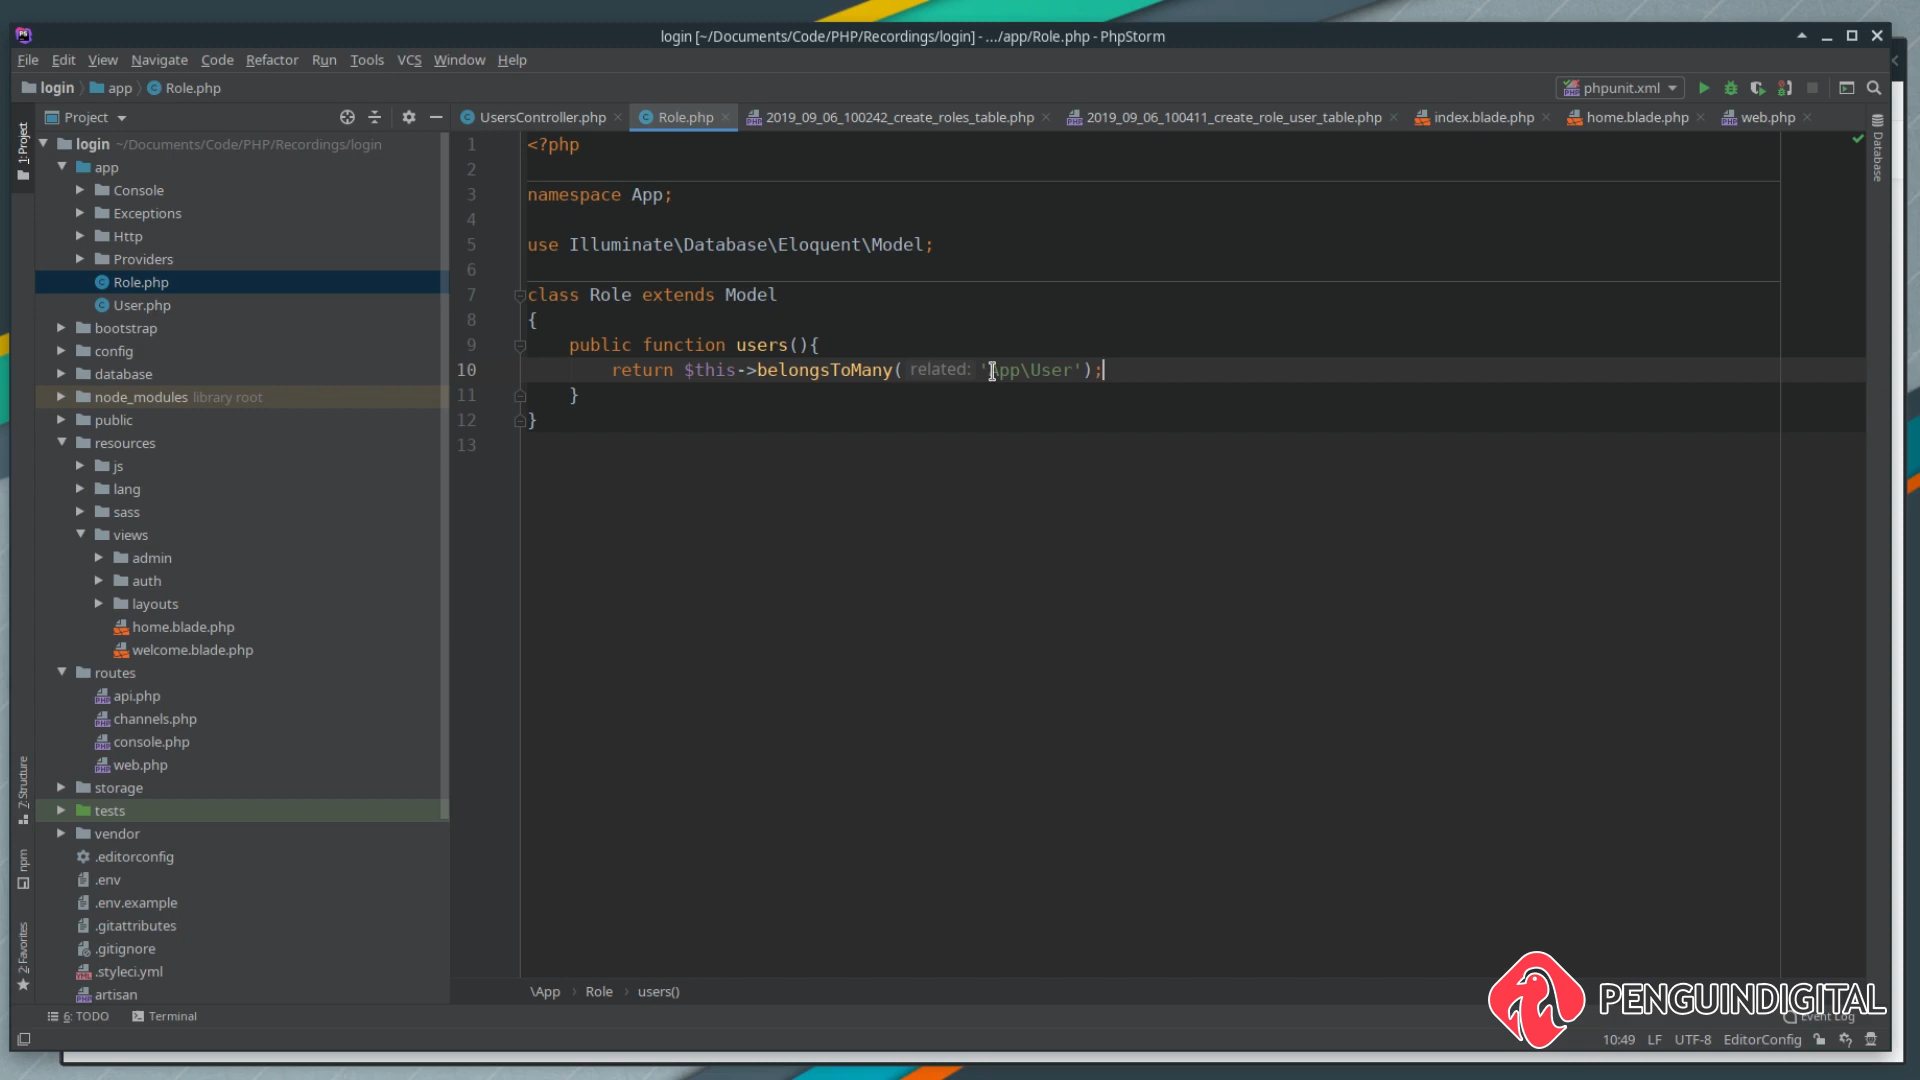 login [~/Documents/Code/PHP/Recordings/login] - .../app/Role.php - PhpStorm
File Edit View Navigate Code Refactor Run Tools VCS Window Help
login app Role.php
phpunit.xml
Project
UsersController.php Role.php 2019_09_06_100242_create_roles_table.php 2019_09_06_100411_create_role_user_table.php index.blade.php home.blade.php web.php
1: Project
login ~/Documents/Code/PHP/Recordings/login
app
Console
Exceptions
Http
Providers
Role.php
User.php
bootstrap
config
database
node_modules library root
public
resources
js
lang
sass
views
admin
auth
layouts
home.blade.php
welcome.blade.php
routes
api.php
channels.php
console.php
web.php
storage
tests
vendor
.editorconfig
.env
.env.example
.gitattributes
.gitignore
.styleci.yml
artisan
7: Structure
npm
2: Favorites
1 <?php
2
3 namespace App;
4
5 use Illuminate\Database\Eloquent\Model;
6
7 class Role extends Model
8 {
9 public function users(){
10 return $this->belongsToMany( related: 'App\User');
11 }
12 }
13
Database
\App Role users()
PENGUINDIGITAL
6: TODO Terminal Event Log
10:49 LF UTF-8 EditorConfig